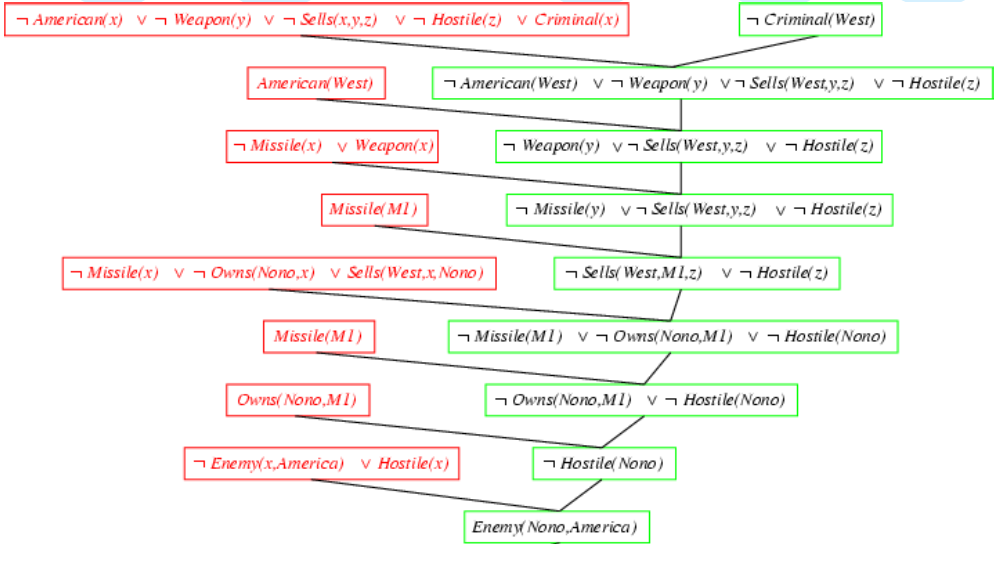 ¬ American(x) ∨ ¬ Weapon(y) ∨ ¬ Sells(x,y,z) ∨ ¬ Hostile(z) ∨ Criminal(x) ¬ Criminal(West)
American(West) ¬ American(West) ∨ ¬ Weapon(y) ∨ ¬ Sells(West,y,z) ∨ ¬ Hostile(z)
¬ Missile(x) ∨ Weapon(x) ¬ Weapon(y) ∨ ¬ Sells(West,y,z) ∨ ¬ Hostile(z)
Missile(M1) ¬ Missile(y) ∨ ¬ Sells(West,y,z) ∨ ¬ Hostile(z)
¬ Missile(x) ∨ ¬ Owns(Nono,x) ∨ Sells(West,x,Nono) ¬ Sells(West,M1,z) ∨ ¬ Hostile(z)
Missile(M1) ¬ Missile(M1) ∨ ¬ Owns(Nono,M1) ∨ ¬ Hostile(Nono)
Owns(Nono,M1) ¬ Owns(Nono,M1) ∨ ¬ Hostile(Nono)
¬ Enemy(x,America) ∨ Hostile(x) ¬ Hostile(Nono)
Enemy(Nono,America)